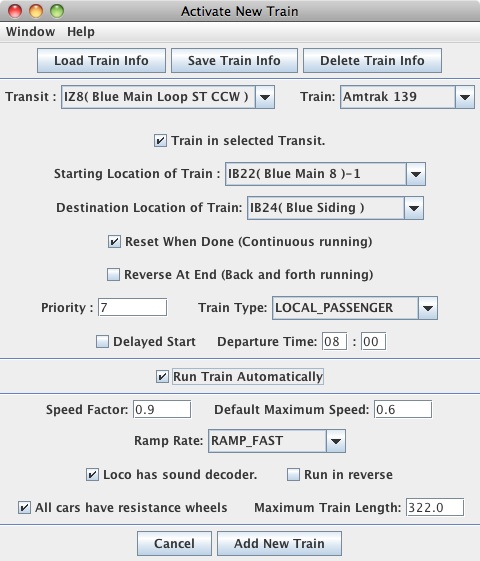 Activate New Train
Window Help
Load Train Info Save Train Info Delete Train Info
Transit : IZ8( Blue Main Loop ST CCW ) Train: Amtrak 139
Train in selected Transit.
Starting Location of Train : IB22( Blue Main 8 )-1
Destination Location of Train: IB24( Blue Siding )
Reset When Done (Continuous running)
Reverse At End (Back and forth running)
Priority : 7 Train Type: LOCAL_PASSENGER
Delayed Start Departure Time: 08 : 00
Run Train Automatically
Speed Factor: 0.9 Default Maximum Speed: 0.6
Ramp Rate: RAMP_FAST
Loco has sound decoder. Run in reverse
All cars have resistance wheels Maximum Train Length: 322.0
Cancel Add New Train